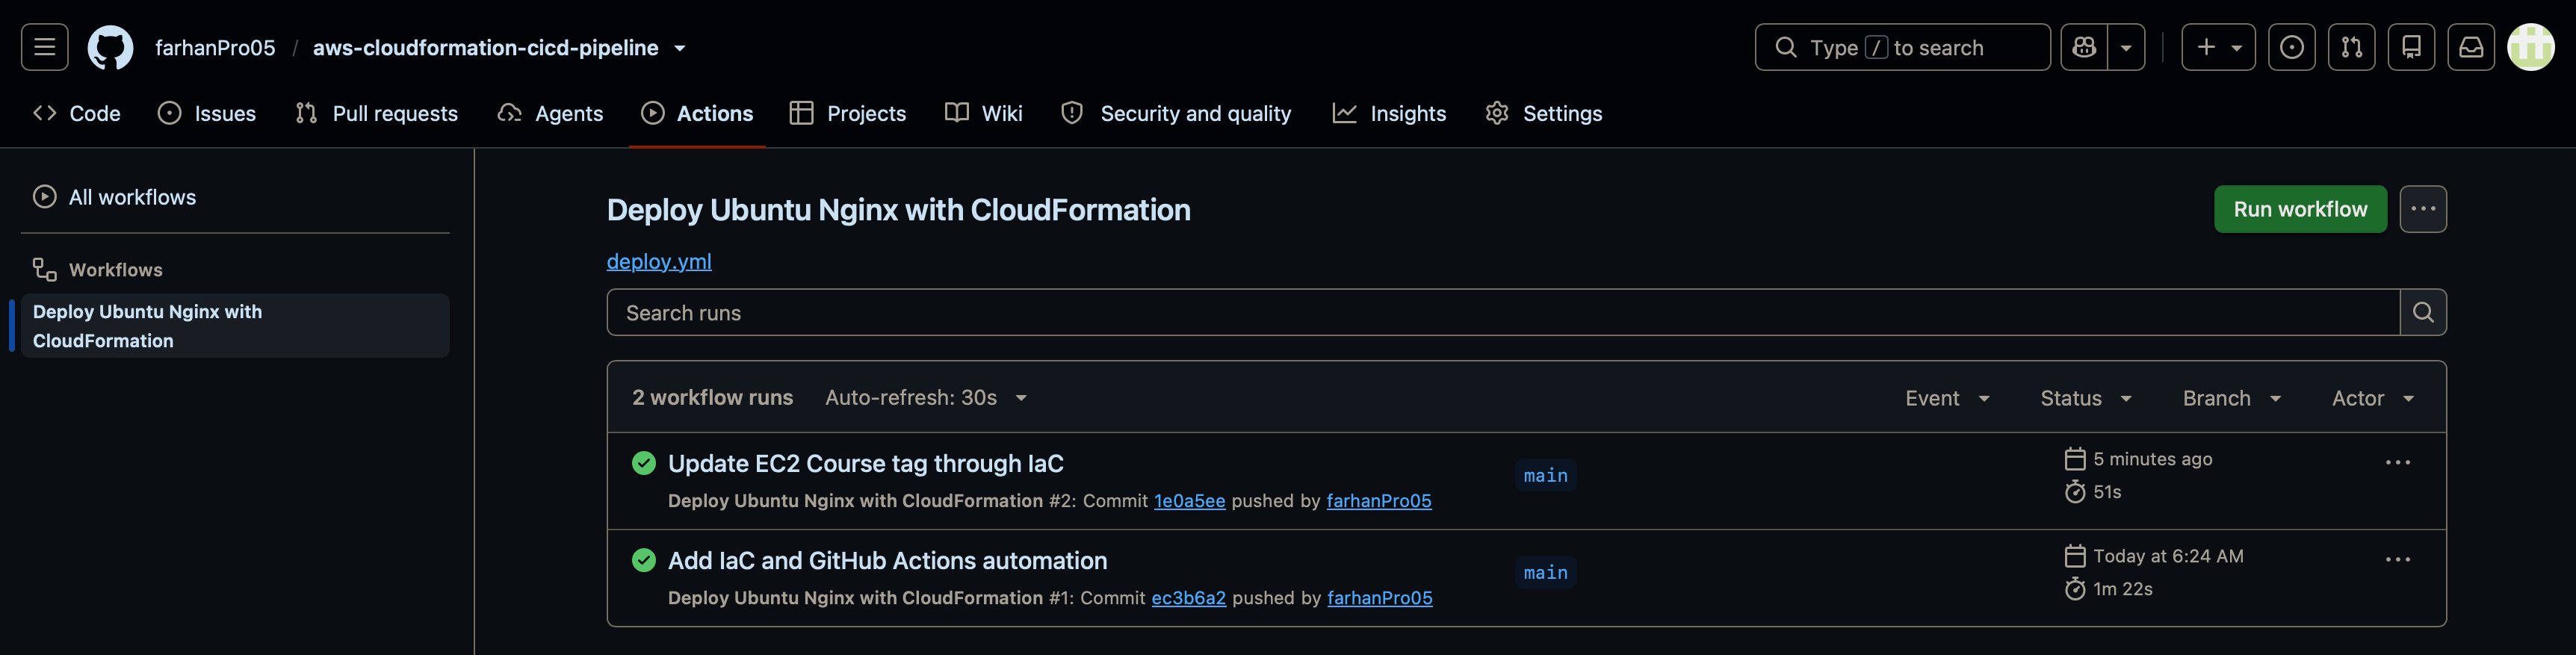 farhanPro05 / aws-cloudformation-cicd-pipeline
Type / to search
Code Issues Pull requests Agents Actions Projects Wiki Security and quality Insights Settings
All workflows
Workflows
Deploy Ubuntu Nginx with
CloudFormation
Deploy Ubuntu Nginx with CloudFormation
Run workflow
deploy.yml
Search runs
2 workflow runs Auto-refresh: 30s Event Status Branch Actor
Update EC2 Course tag through IaC
Deploy Ubuntu Nginx with CloudFormation #2: Commit 1e0a5ee pushed by farhanPro05
main
5 minutes ago
51s
Add IaC and GitHub Actions automation
Deploy Ubuntu Nginx with CloudFormation #1: Commit ec3b6a2 pushed by farhanPro05
main
Today at 6:24 AM
1m 22s